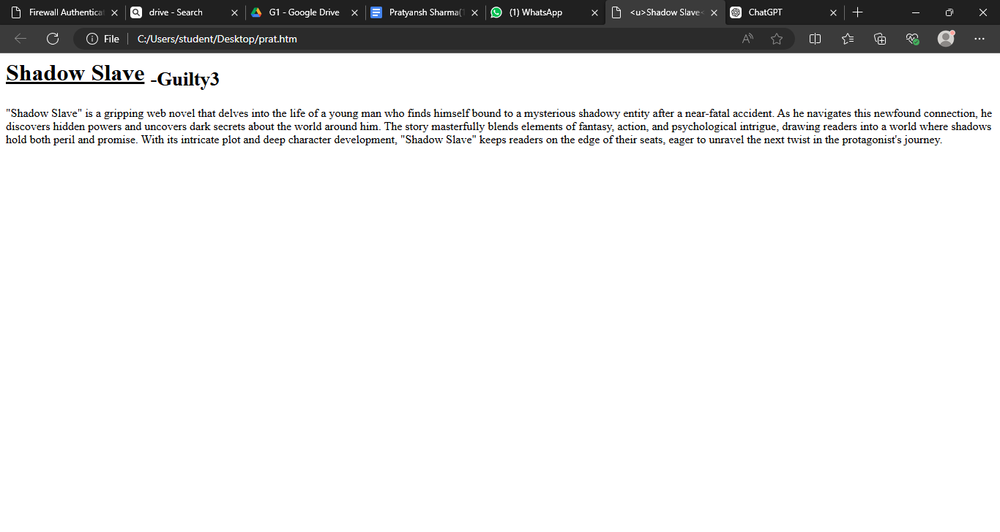 Firewall Authenticat
drive - Search
G1 - Google Drive
Pratyansh Sharma(1
(1) WhatsApp
<u>Shadow Slave<
ChatGPT
File
C:/Users/student/Desktop/prat.htm
Shadow Slave -Guilty3
"Shadow Slave" is a gripping web novel that delves into the life of a young man who finds himself bound to a mysterious shadowy entity after a near-fatal accident. As he navigates this newfound connection, he
discovers hidden powers and uncovers dark secrets about the world around him. The story masterfully blends elements of fantasy, action, and psychological intrigue, drawing readers into a world where shadows
hold both peril and promise. With its intricate plot and deep character development, "Shadow Slave" keeps readers on the edge of their seats, eager to unravel the next twist in the protagonist's journey.